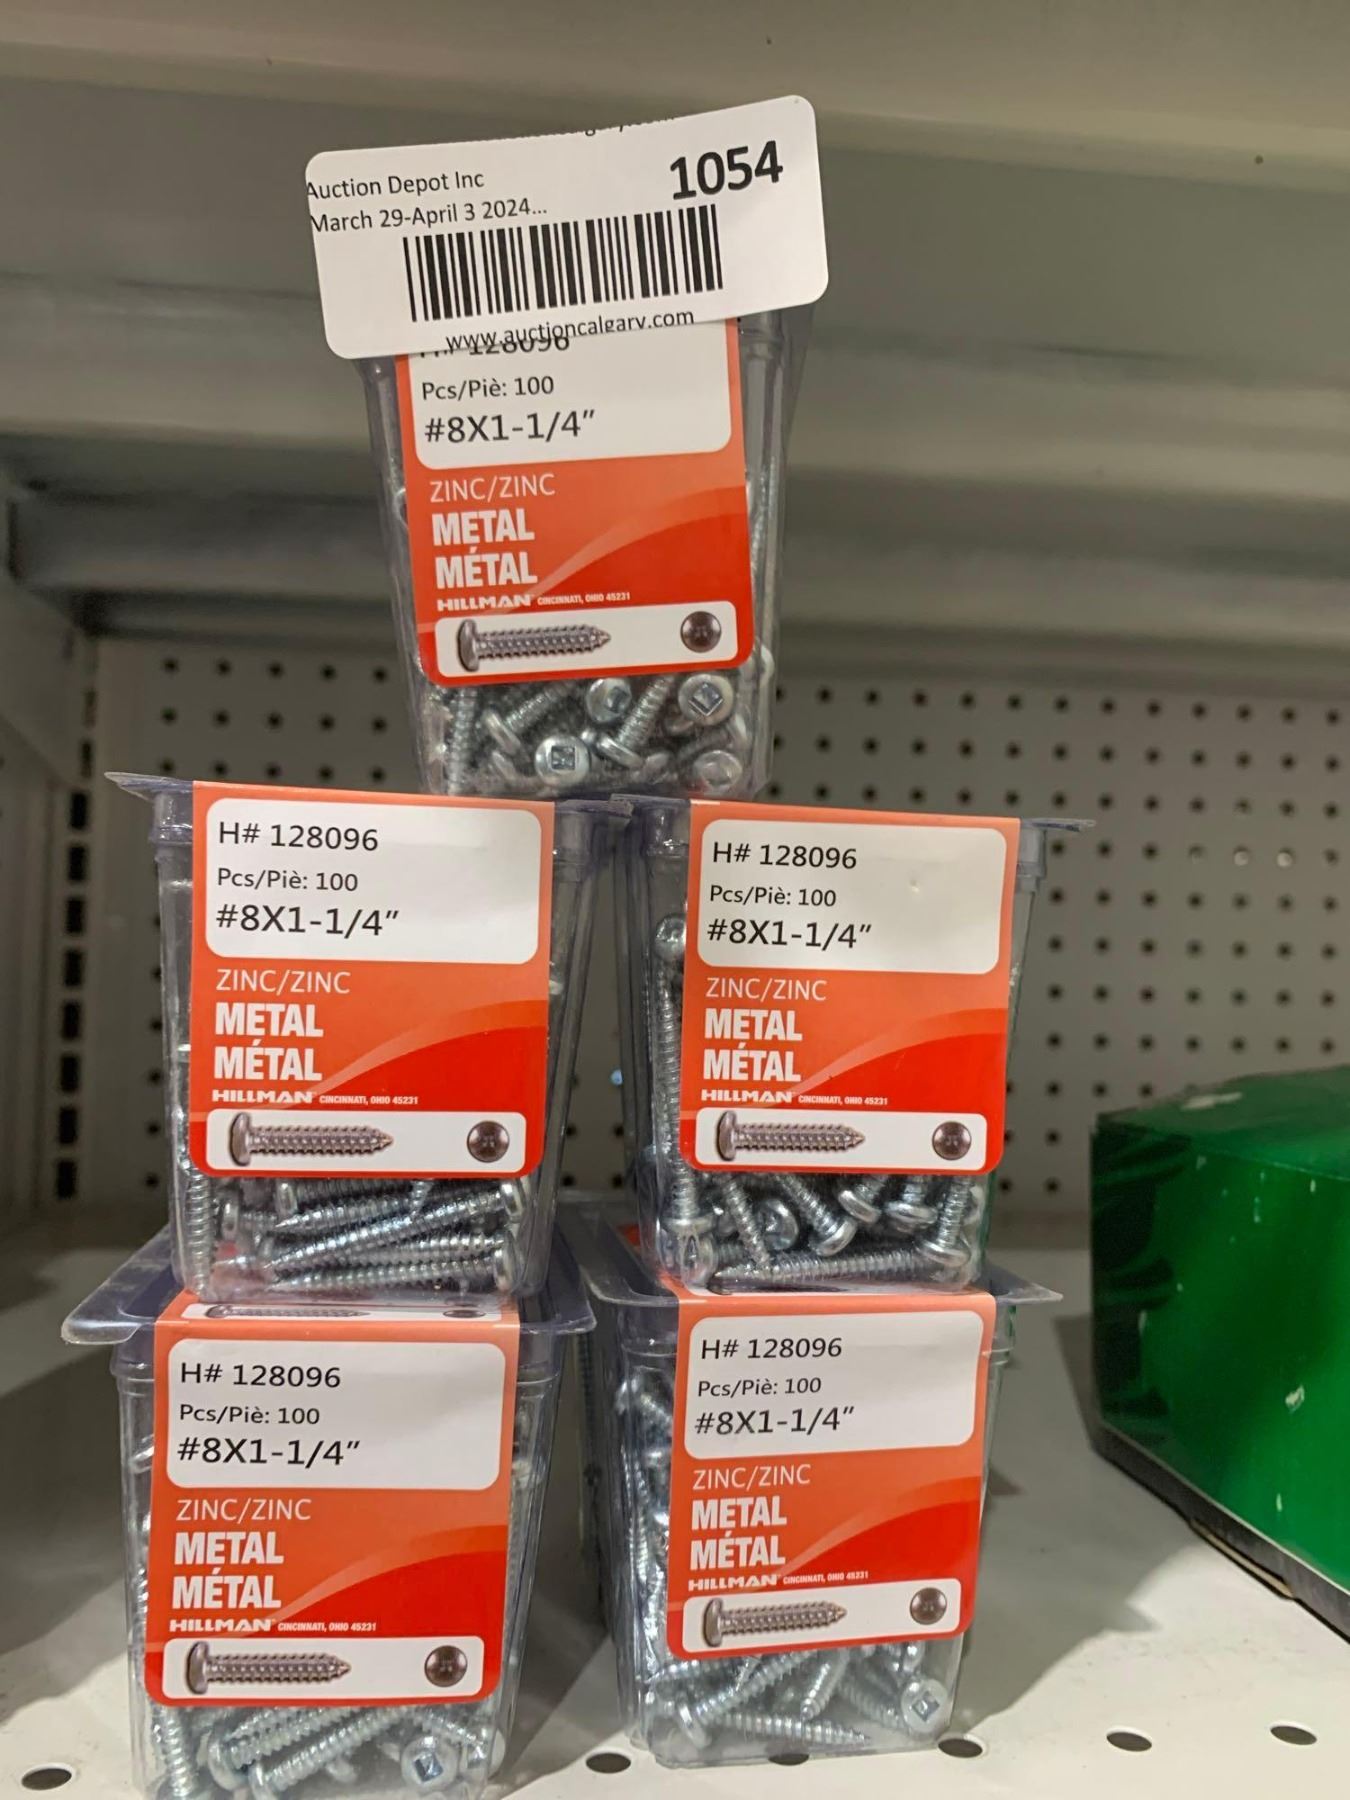 Auction Depot Inc
1054
March 29-April 3 2024...
www.auctioncalgary.com
H# 128096
Pcs/Piè: 100
#8X1-1/4”
ZINC/ZINC
METAL
MÉTAL
HILLMAN CINCINNATI, OHIO 45231
H# 128096
Pcs/Piè: 100
#8X1-1/4”
ZINC/ZINC
METAL
MÉTAL
HILLMAN CINCINNATI, OHIO 45231
H# 128096
Pcs/Piè: 100
#8X1-1/4”
ZINC/ZINC
METAL
MÉTAL
HILLMAN CINCINNATI, OHIO 45231
H# 128096
Pcs/Piè: 100
#8X1-1/4”
ZINC/ZINC
METAL
MÉTAL
HILLMAN CINCINNATI, OHIO 45231
H# 128096
Pcs/Piè: 100
#8X1-1/4”
ZINC/ZINC
METAL
MÉTAL
HILLMAN CINCINNATI, OHIO 45231